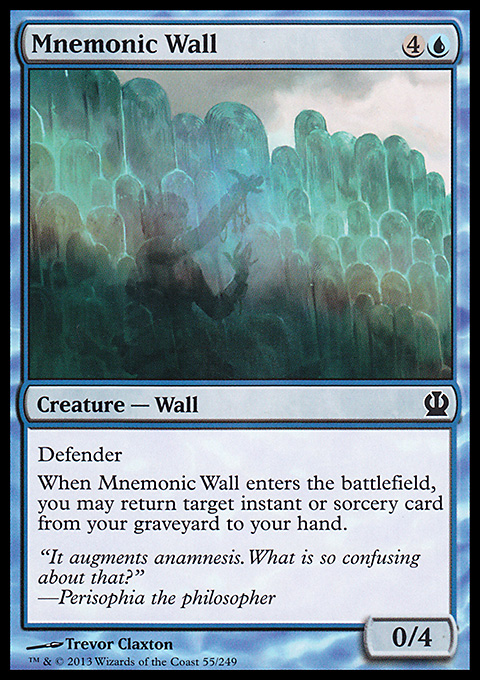 Mnemonic Wall 4
Creature — Wall
Defender
When Mnemonic Wall enters the battlefield,
you may return target instant or sorcery card
from your graveyard to your hand.
“It augments anamnesis. What is so confusing
about that?”
—Perisophia the philosopher
0/4
Trevor Claxton
™ & © 2013 Wizards of the Coast 55/249